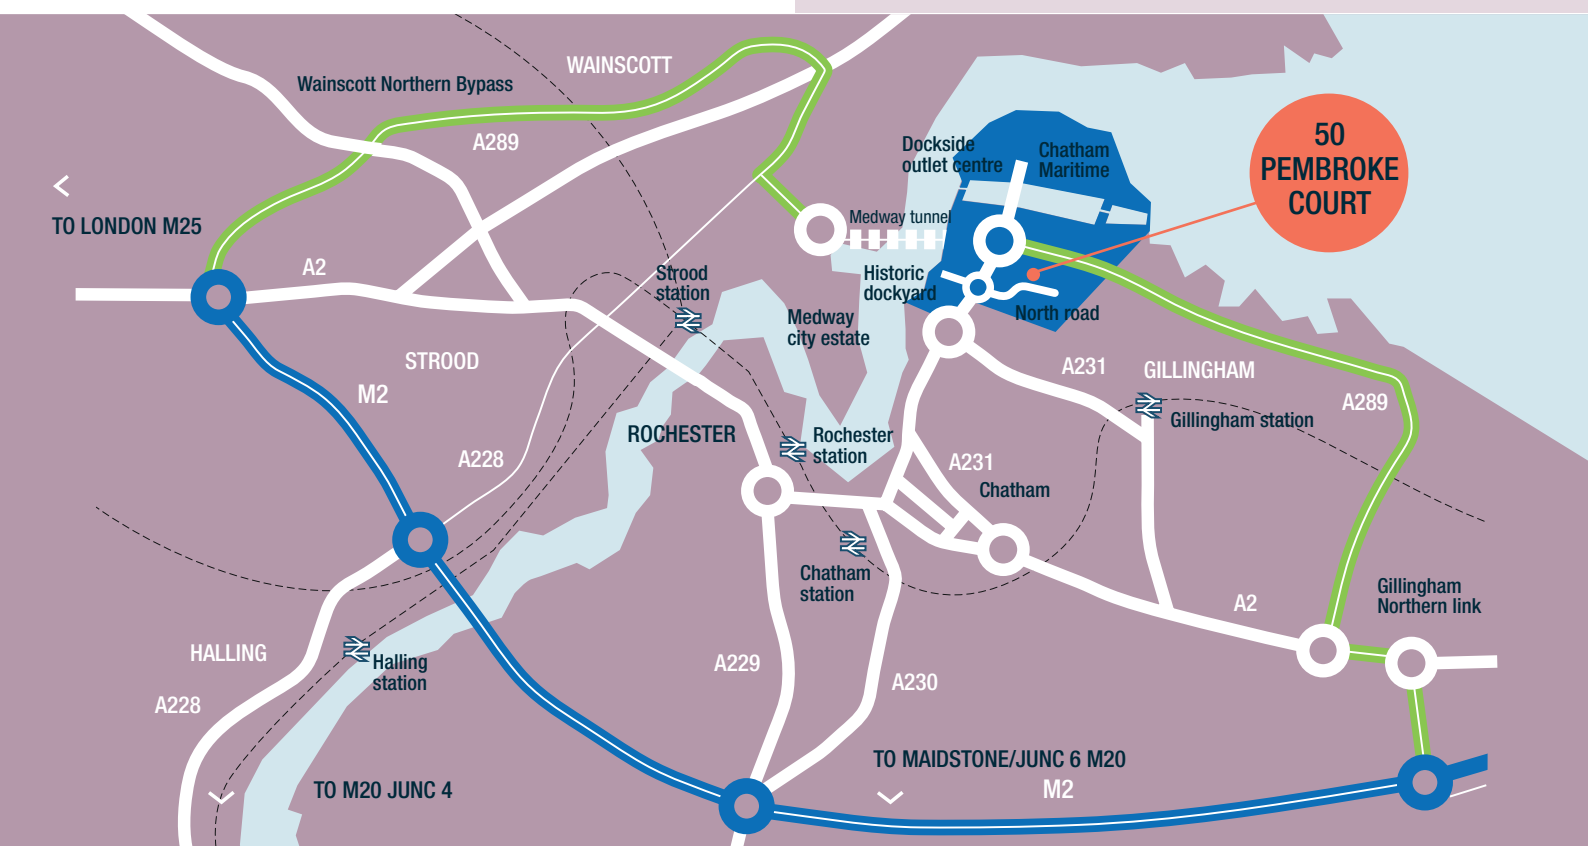 WAINSCOTT
Wainscott Northern Bypass
A289
50
PEMBROKE
COURT
Dockside
outlet centre
Chatham
Maritime
TO LONDON M25
Medway tunnel
A2
Strood
station
Historic
dockyard
North road
Medway
city estate
STROOD
M2
A231
GILLINGHAM
A289
Gillingham station
ROCHESTER
Rochester
station
A228
A231
Chatham
Chatham
station
Gillingham
Northern link
A2
HALLING
Halling
station
A229
A230
A228
TO MAIDSTONE/JUNC 6 M20
M2
TO M20 JUNC 4